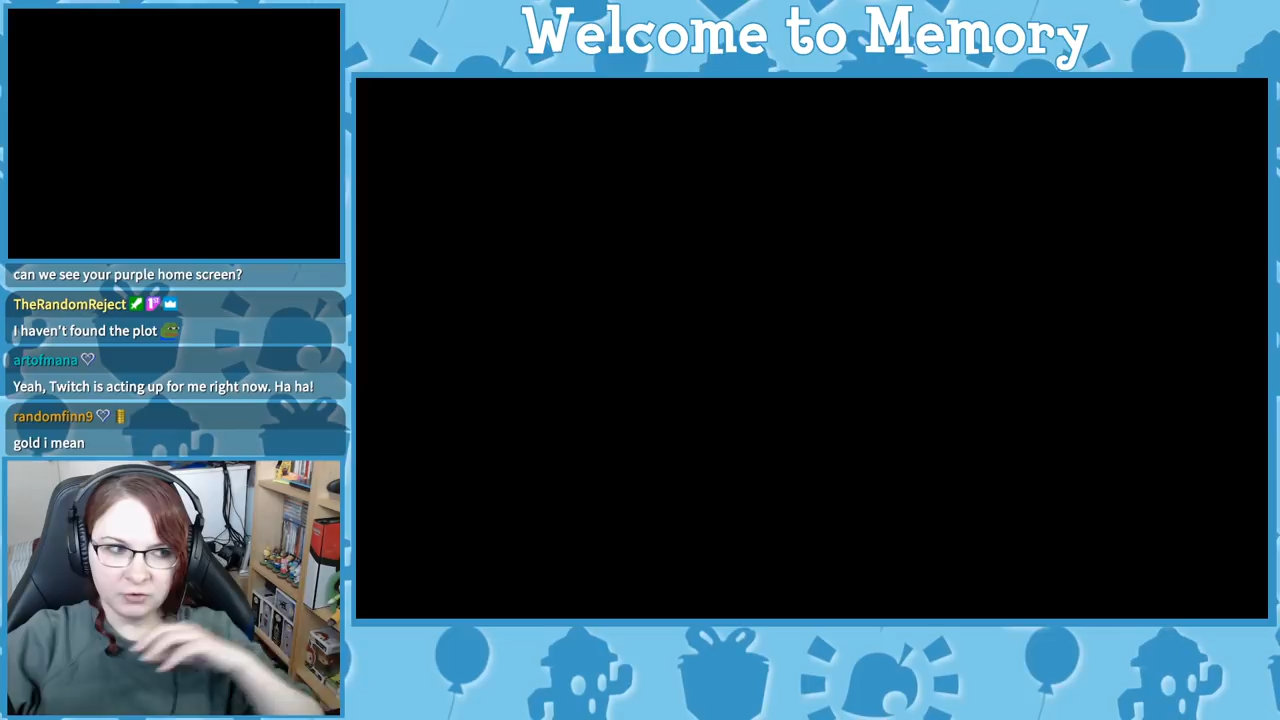 Welcome to Memory
can we see your purple home screen?
TheRandomReject
I haven't found the plot
artofmana
Yeah, Twitch is acting up for me right now. Ha ha!
randomfinn9
gold i mean